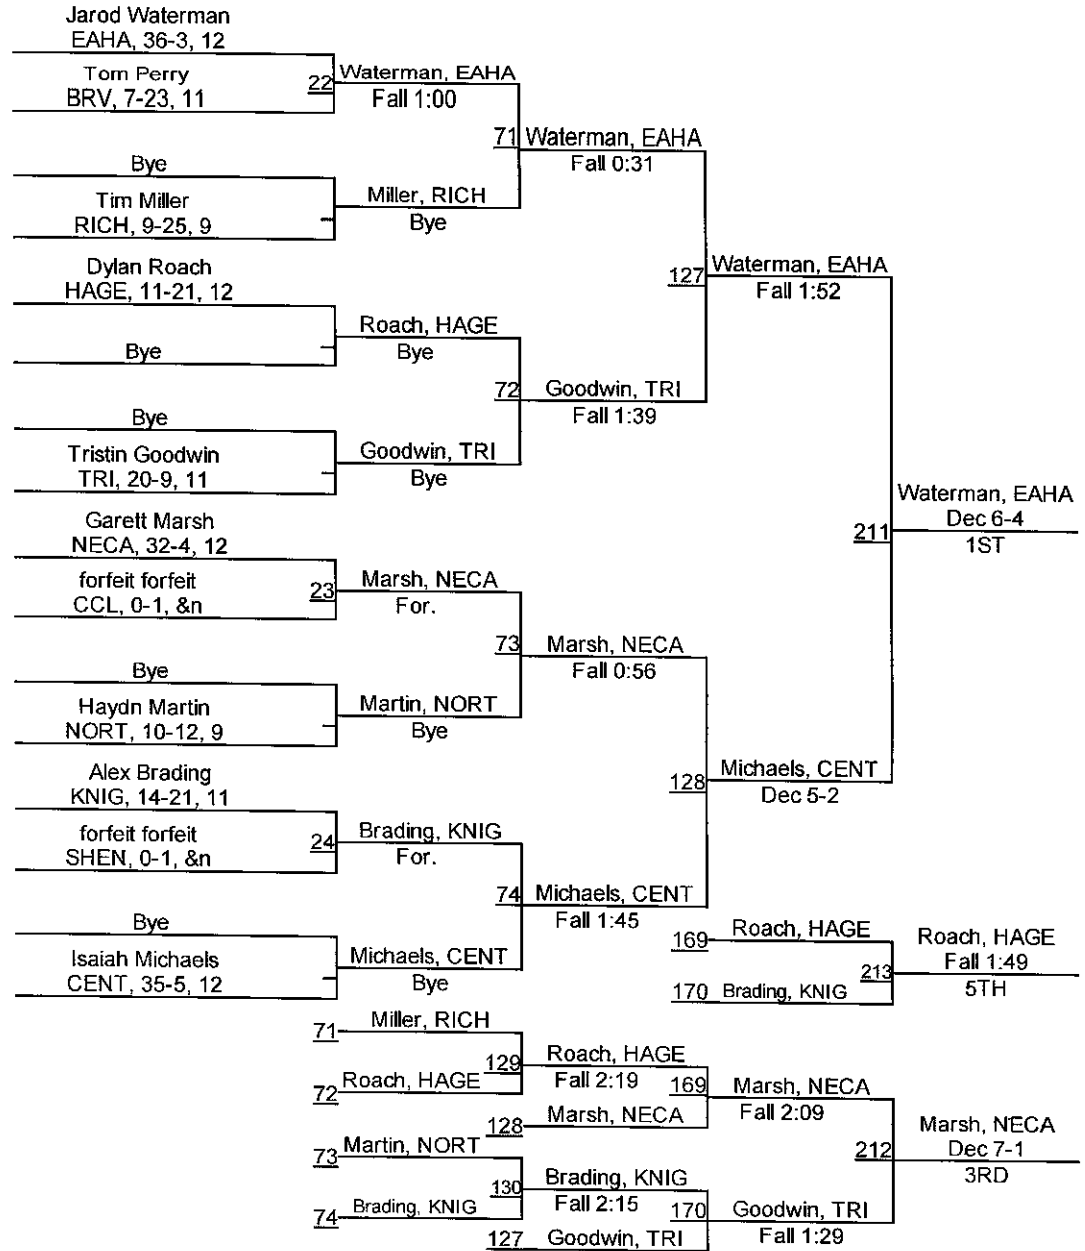 Jarod Waterman
EAHA, 36-3, 12
Tom Perry
BRV, 7-23, 11
22
Waterman, EAHA
Fall 1:00
Bye
Tim Miller
RICH, 9-25, 9
Miller, RICH
Bye
71
Waterman, EAHA
Fall 0:31
Dylan Roach
HAGE, 11-21, 12
Bye
Roach, HAGE
Bye
Bye
Tristin Goodwin
TRI, 20-9, 11
Goodwin, TRI
Bye
72
Goodwin, TRI
Fall 1:39
127
Waterman, EAHA
Fall 1:52
Garett Marsh
NECA, 32-4, 12
forfeit forfeit
CCL, 0-1, &n
23
Marsh, NECA
For.
Bye
Haydn Martin
NORT, 10-12, 9
Martin, NORT
Bye
73
Marsh, NECA
Fall 0:56
Alex Brading
KNIG, 14-21, 11
forfeit forfeit
SHEN, 0-1, &n
24
Brading, KNIG
For.
Bye
Isaiah Michaels
CENT, 35-5, 12
Michaels, CENT
Bye
74
Michaels, CENT
Fall 1:45
128
Michaels, CENT
Dec 5-2
211
Waterman, EAHA
Dec 6-4
1ST
169
Roach, HAGE
170
Brading, KNIG
213
Roach, HAGE
Fall 1:49
5TH
71
Miller, RICH
72
Roach, HAGE
129
Roach, HAGE
Fall 2:19
128
Marsh, NECA
169
Marsh, NECA
Fall 2:09
73
Martin, NORT
74
Brading, KNIG
130
Brading, KNIG
Fall 2:15
127
Goodwin, TRI
170
Goodwin, TRI
Fall 1:29
212
Marsh, NECA
Dec 7-1
3RD